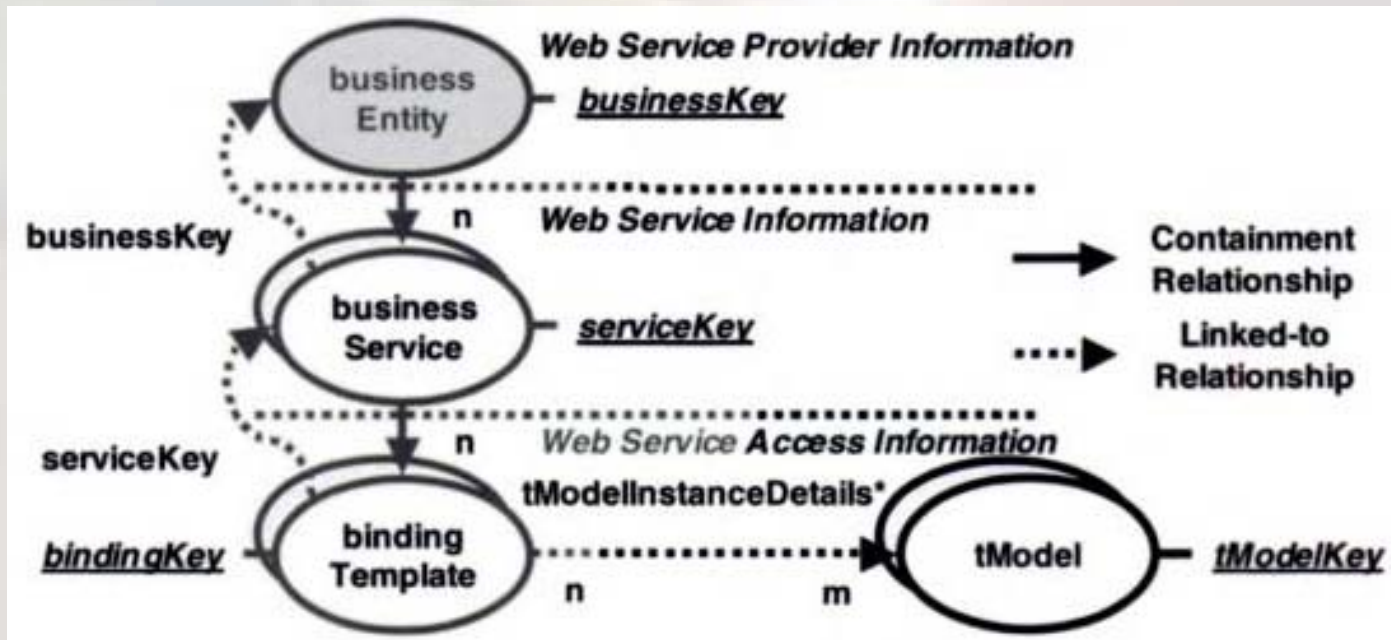 Web Service Provider Information
business
Entity
businessKey
n
Web Service Information
businessKey
Containment
Relationship
business
Service
serviceKey
Linked-to
Relationship
n
Web Service Access Information
serviceKey
tModelInstanceDetails*
bindingKey
binding
Template
tModel
tModelKey
n
m